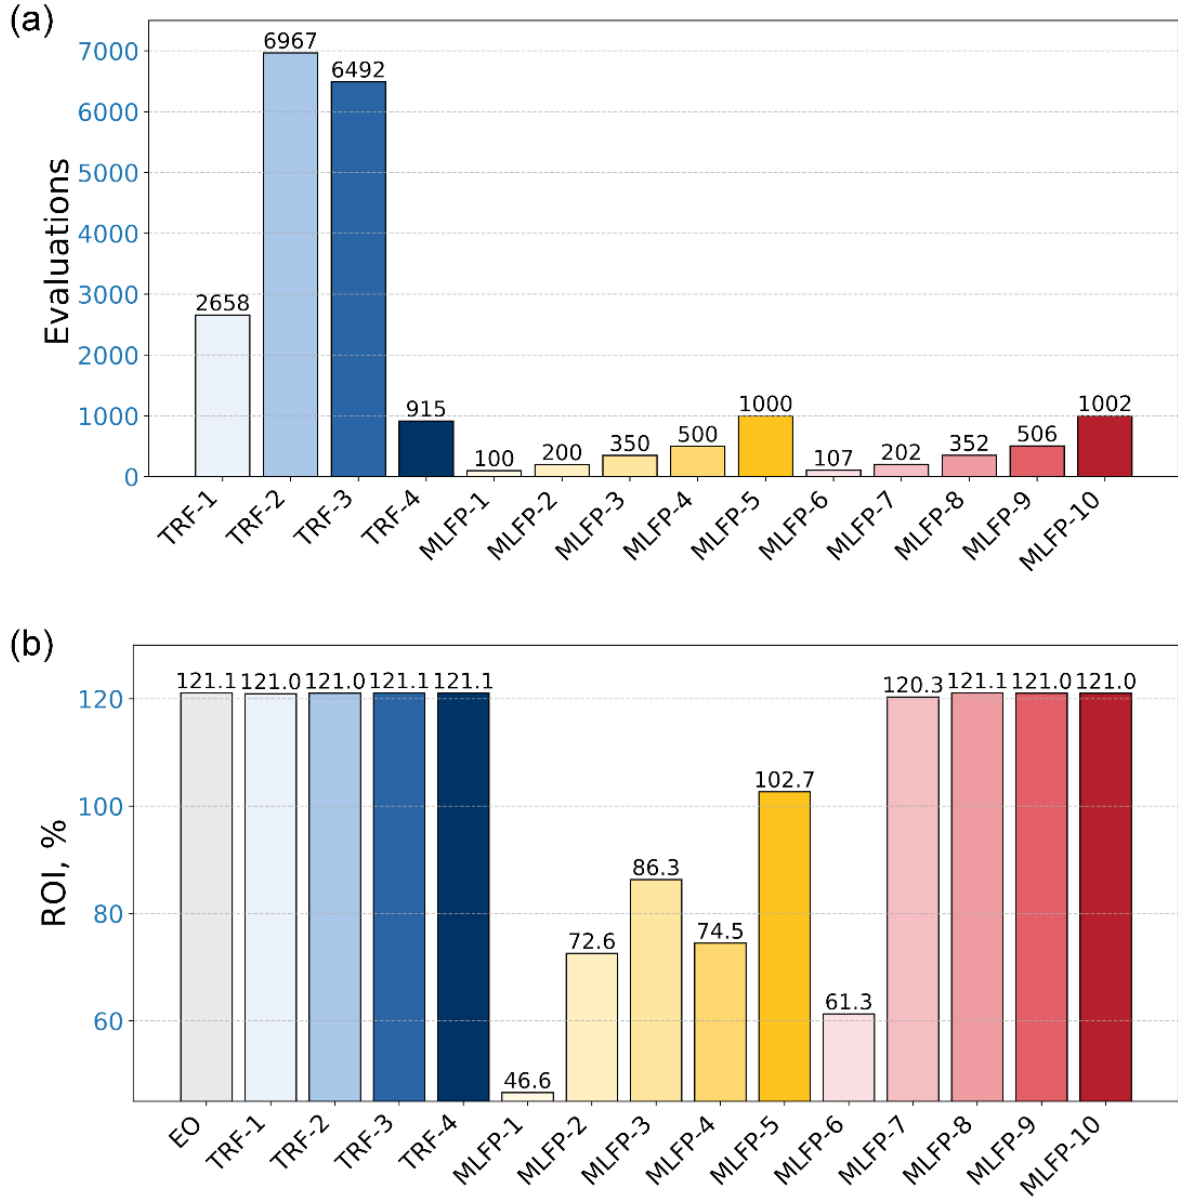 (a)
Evaluations
7000
6000
5000
4000
3000
2000
1000
0
2658
6967
6492
915
100
200
350
500
1000
107
202
352
506
1002
TRF-1
TRF-2
TRF-3
TRF-4
MLFP-1
MLFP-2
MLFP-3
MLFP-4
MLFP-5
MLFP-6
MLFP-7
MLFP-8
MLFP-9
MLFP-10
(b)
ROI, %
120
100
80
60
121.1
121.0
121.0
121.1
121.1
46.6
72.6
86.3
74.5
102.7
61.3
120.3
121.1
121.0
121.0
EO
TRF-1
TRF-2
TRF-3
TRF-4
MLFP-1
MLFP-2
MLFP-3
MLFP-4
MLFP-5
MLFP-6
MLFP-7
MLFP-8
MLFP-9
MLFP-10